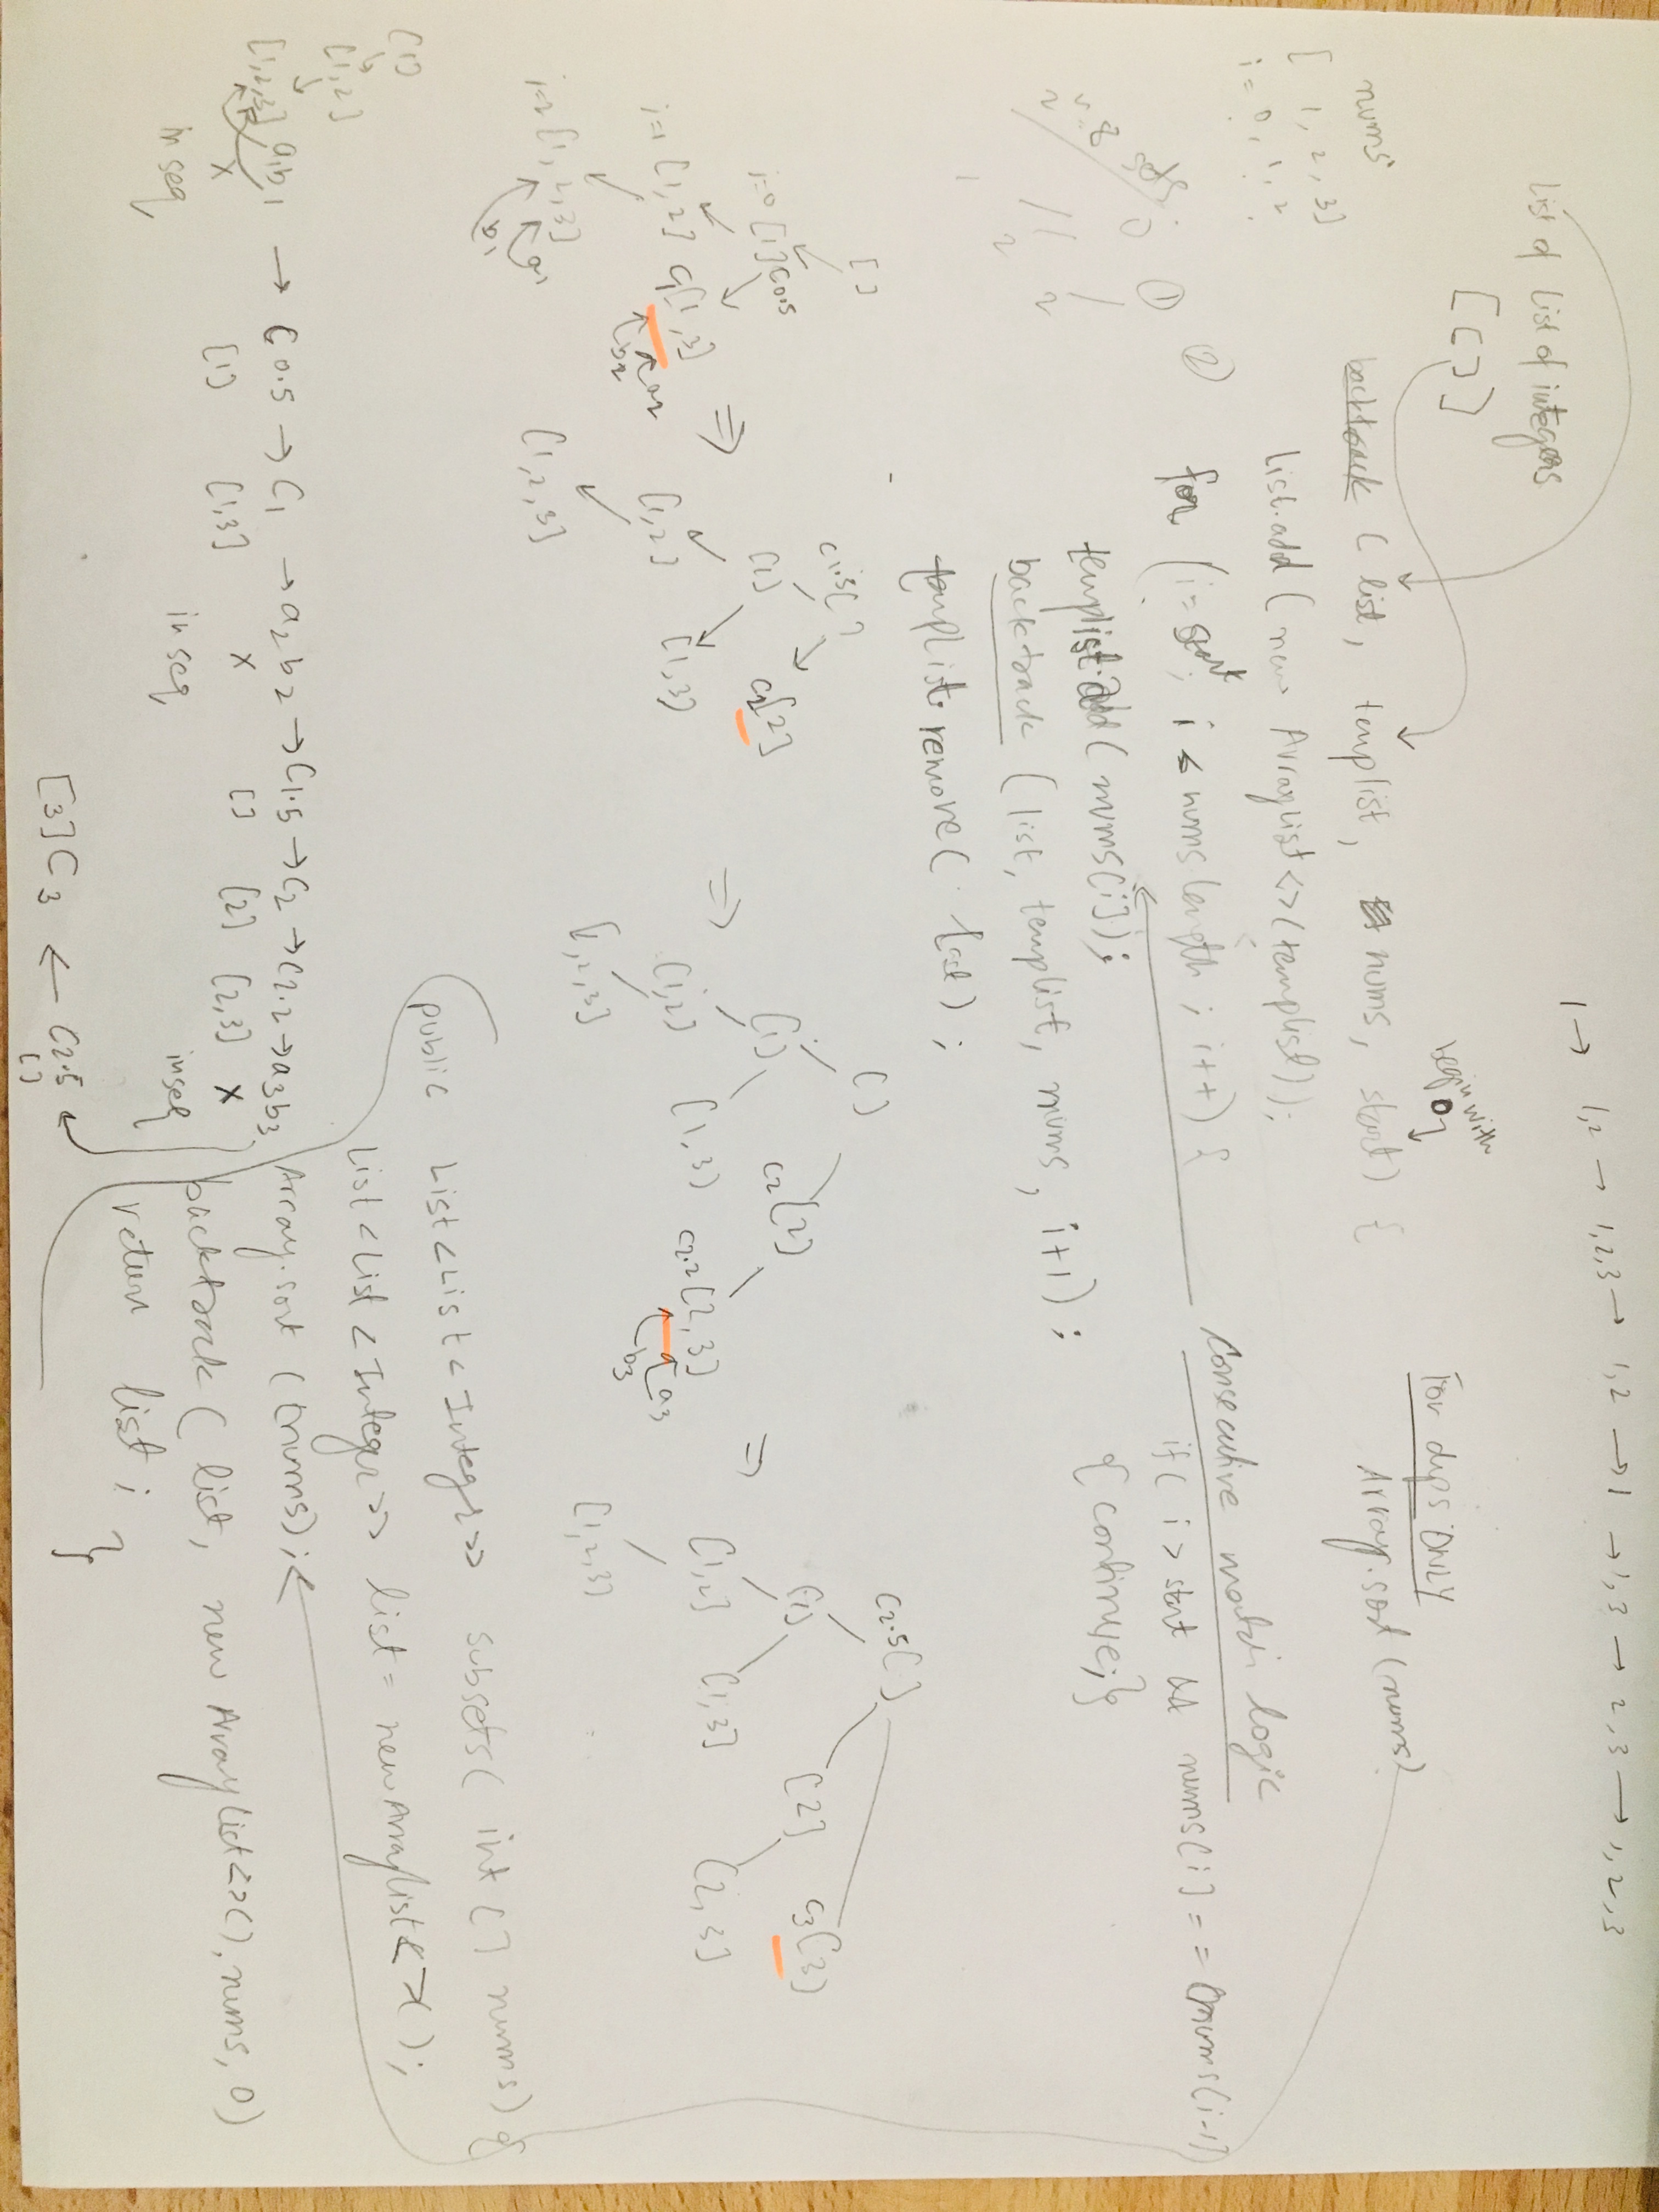 1 → 1,2 → 1,2,3 → 1,2 → 1 → 1,3 → 2,3 → 1,2,3
List of List of integers
[ [ ] ]
begin with
0
nums
[ 1, 2, 3]
i = 0, 1, 2
2ⁿ = 8 sets
0 ① ②
2 2
1
backtrack ( list, templist, nums, start) {
List.add ( new ArrayList<>(templist));
for (i = start; i < nums length ; i++) {
templist.add ( nums[i]);
backtrack (list, templist, nums, i+1) ;
templist. remove( last) ;
For dups ONLY
Array.sort (nums)
Consecutive match logic
if( i > start && nums[i] == nums[i-1]
{ continue; }
[ ]
i=0 [1] C0.5
i=1 [1,2] C1[1,3]
a2
b2
i=2 [1,2,3]
a1
b1
⇒
C1.5[ ]
[1] C2[2]
[1,2] [1,3]
[1,2,3]
⇒
[ ]
[1] C2[2]
[1,2] [1,3] C2.2[2,3]
a3
b3
[1,2,3]
⇒
C2.5[ ]
[1] [2] C3[3]
[1,2] [1,3] [2,3]
[1,2,3]
public List<List<Integer>> subsets( int [] nums) {
List<List<Integer>> list = new ArrayList<>();
Array.sort (nums);
backtrack ( list, new ArrayList<>(), nums, 0)
return list ;
}
[1]
[1,2]
[1,2,3] a1b1 → C0.5 → C1 → a2b2 → C1.5 → C2 → C2.2 → a3b3
X [1] [1,3] X [] [2] [2,3] X
in seq in seq in seq
[3] C3 ← C2.5
[]